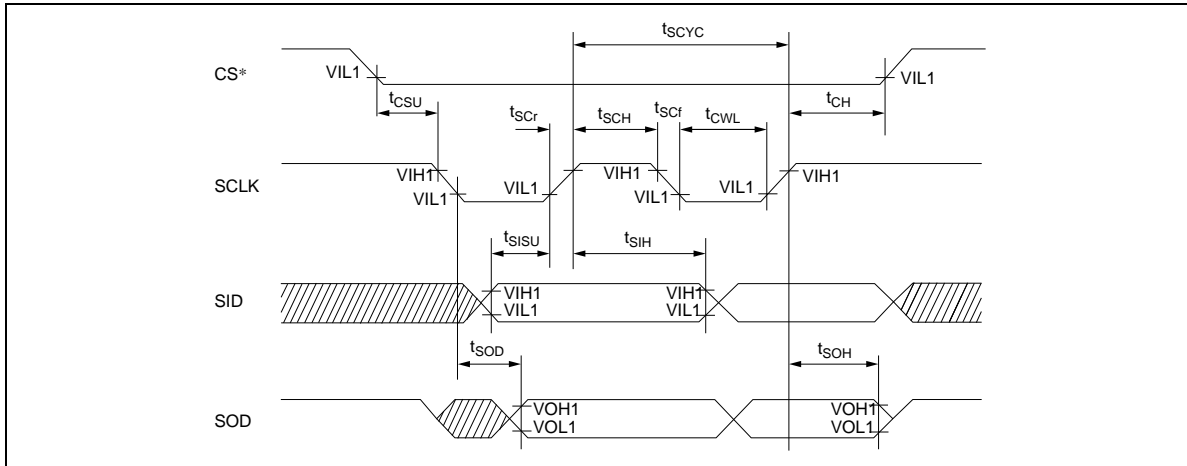 tSCYC
CS*
VIL1
VIL1
tCSU
tSCr
tSCH
tSCf
tCWL
tCH
SCLK
VIH1
VIL1
VIL1
VIH1
VIL1
VIL1
VIH1
tSISU
tSIH
SID
VIH1
VIL1
VIH1
VIL1
tSOD
tSOH
SOD
VOH1
VOL1
VOH1
VOL1